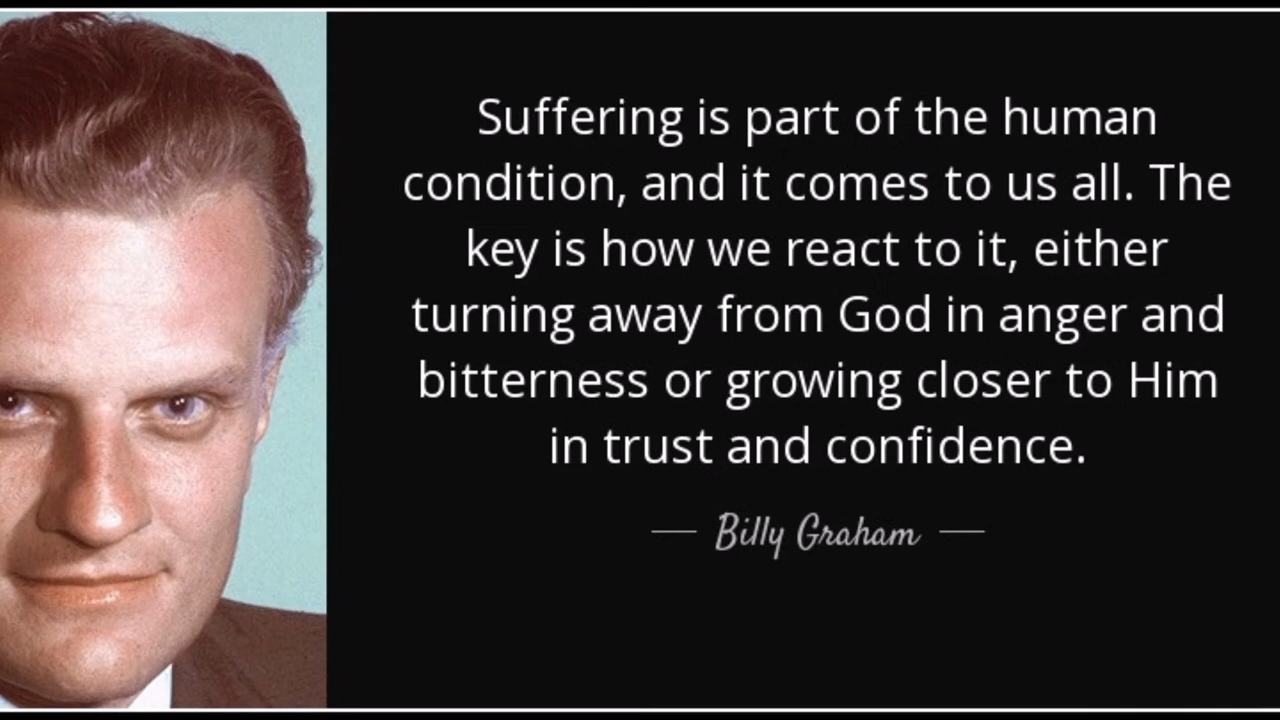 Suffering is part of the human
condition, and it comes to us all. The
key is how we react to it, either
turning away from God in anger and
bitterness or growing closer to Him
in trust and confidence.
— Billy Graham —